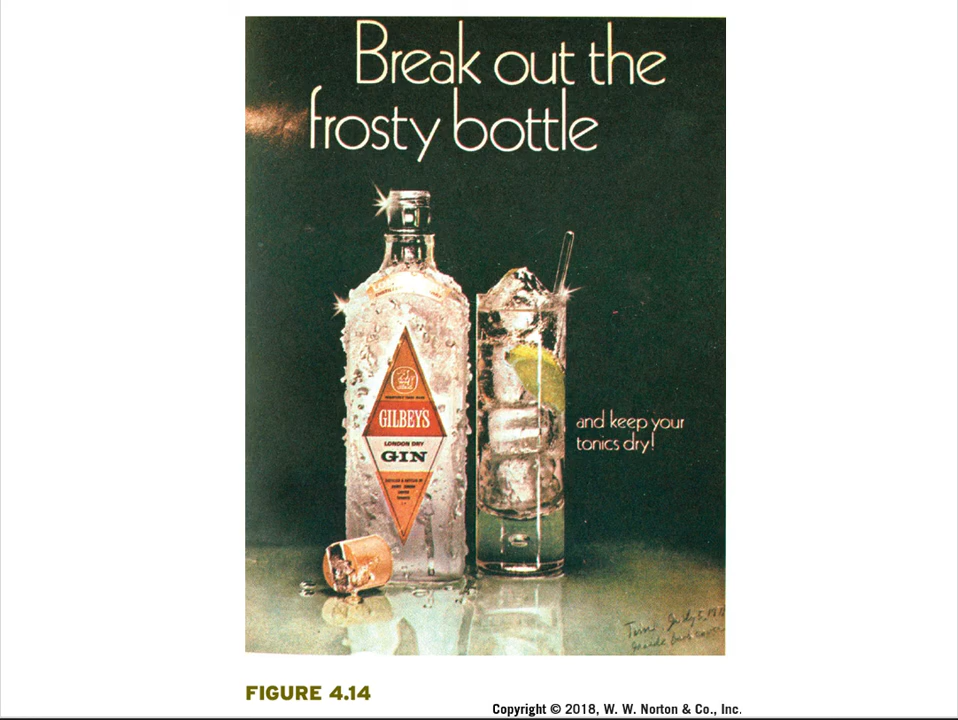 Break out the
frosty bottle
GILBEY'S
LONDON DRY
GIN
and keep your
tonics dry!
FIGURE 4.14
Copyright © 2018, W. W. Norton & Co., Inc.